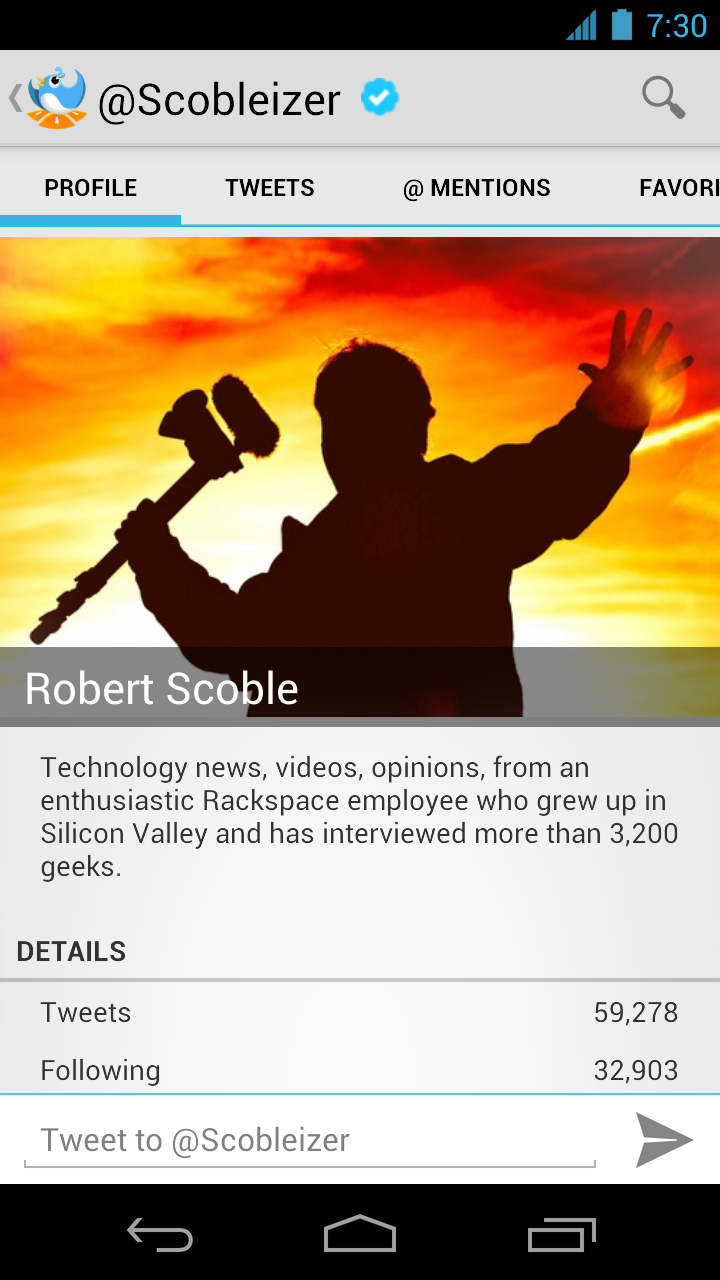 7:30
@Scobleizer
PROFILE TWEETS @ MENTIONS FAVORI
Robert Scoble
Technology news, videos, opinions, from an
enthusiastic Rackspace employee who grew up in
Silicon Valley and has interviewed more than 3,200
geeks.
DETAILS
Tweets 59,278
Following 32,903
Tweet to @Scobleizer